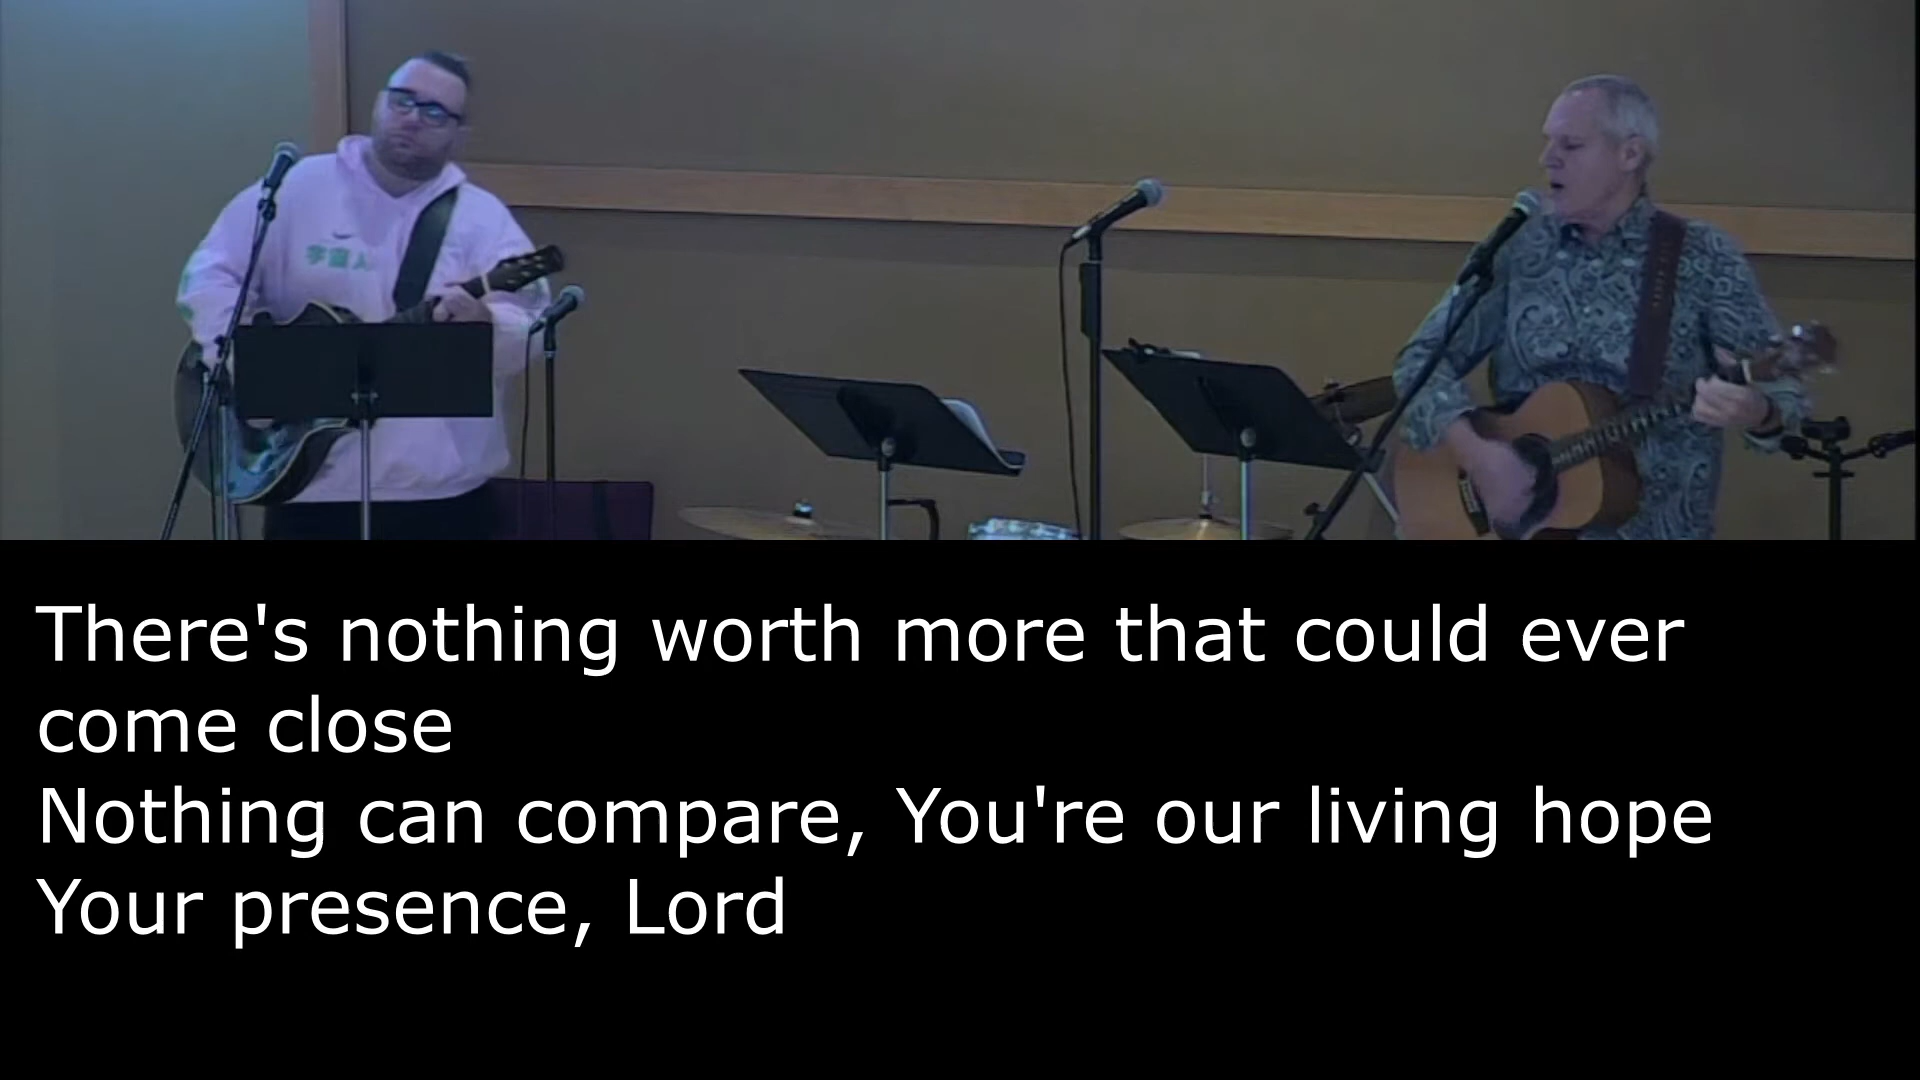 There's nothing worth more that could ever
come close
Nothing can compare, You're our living hope
Your presence, Lord